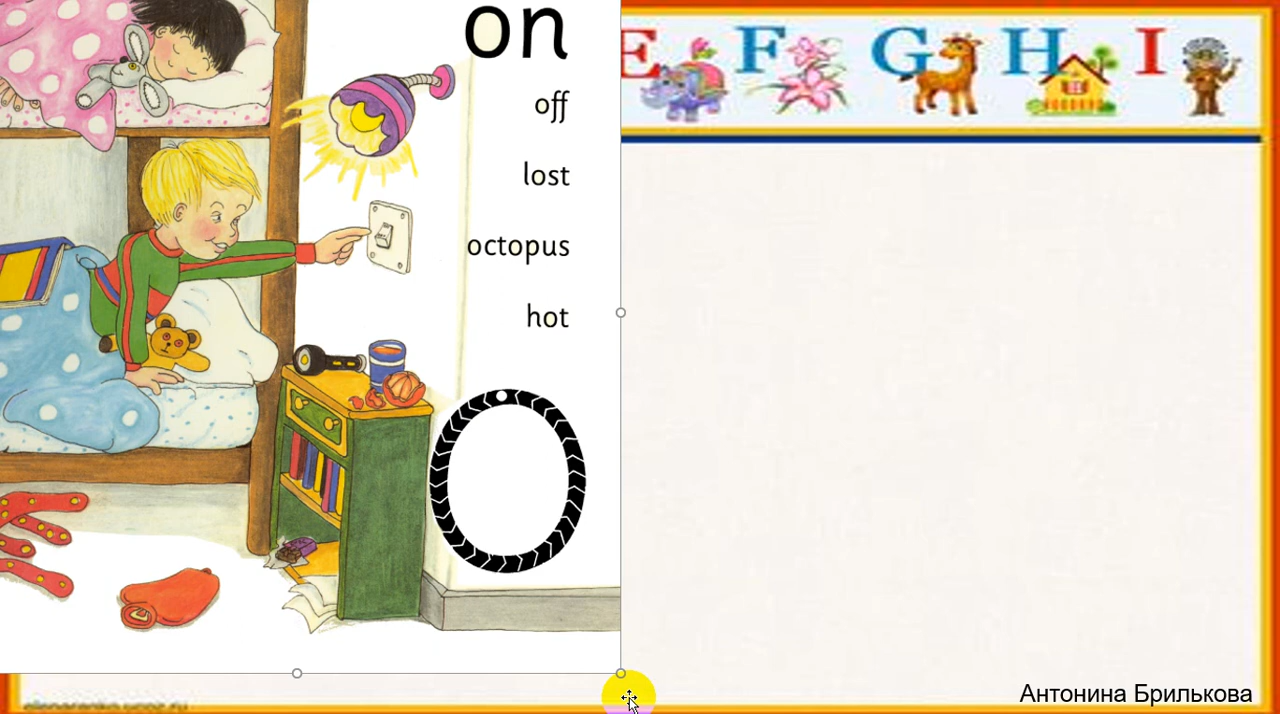 on
off
lost
octopus
hot
o
E F G H I
Антонина Брилькова